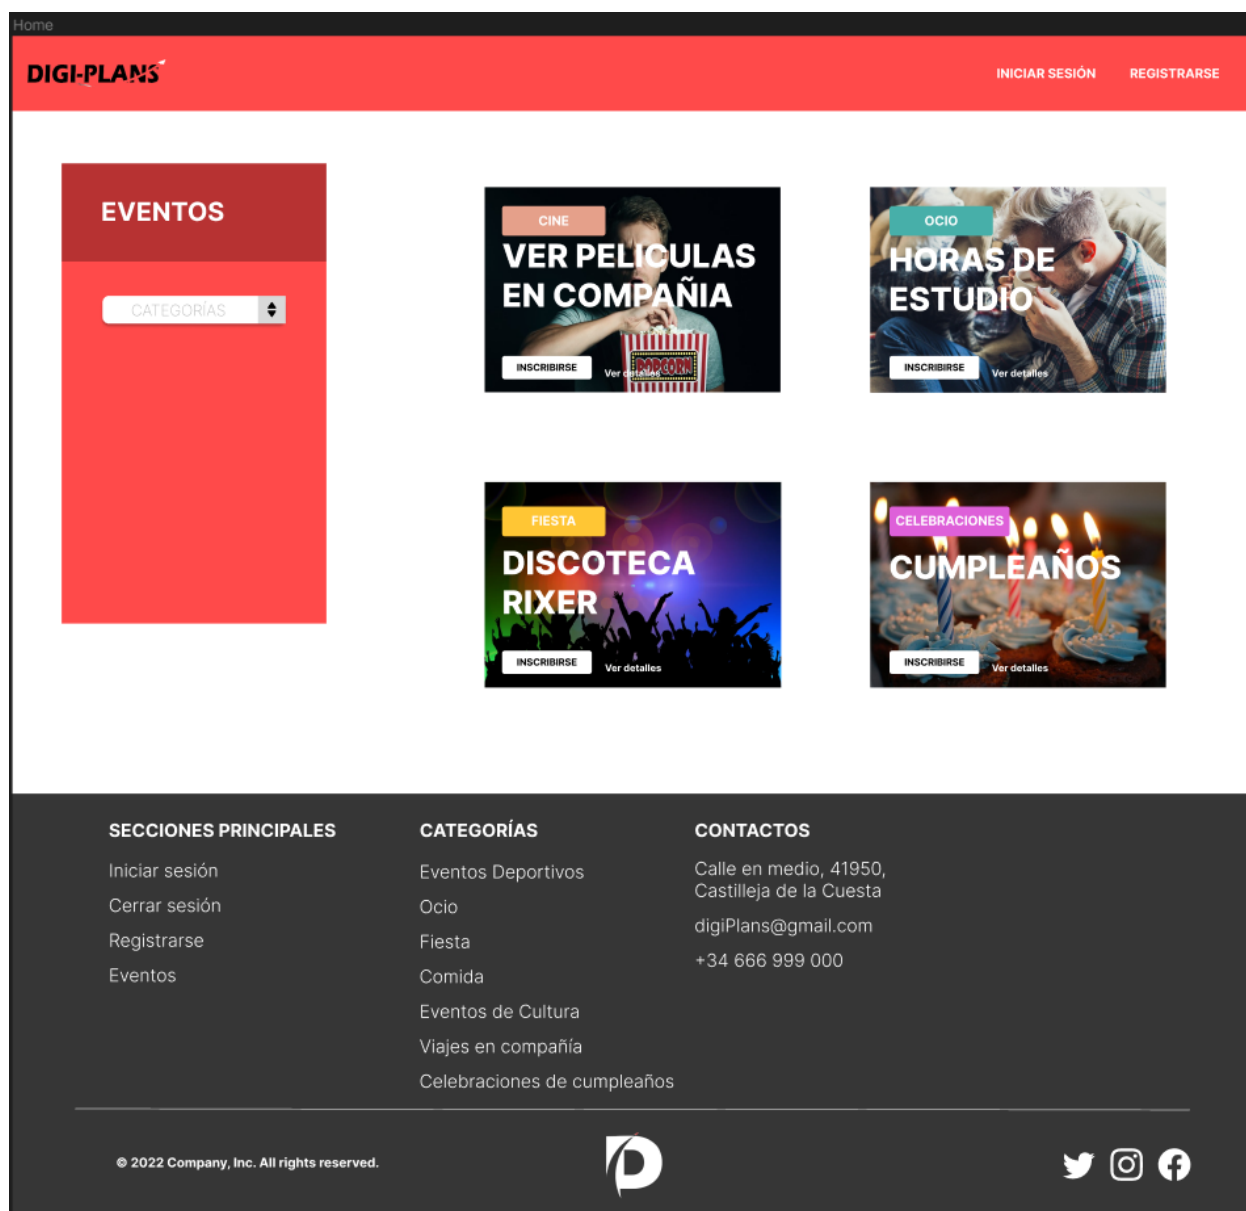 Home
DIGI-PLANS
INICIAR SESIÓN
REGISTRARSE
EVENTOS
CATEGORÍAS
CINE
VER PELICULAS
EN COMPAÑIA
POPCORN
INSCRIBIRSE
Ver detalles
OCIO
HORAS DE
ESTUDIO
INSCRIBIRSE
Ver detalles
FIESTA
DISCOTECA
RIXER
INSCRIBIRSE
Ver detalles
CELEBRACIONES
CUMPLEAÑOS
INSCRIBIRSE
Ver detalles
SECCIONES PRINCIPALES
Iniciar sesión
Cerrar sesión
Registrarse
Eventos
CATEGORÍAS
Eventos Deportivos
Ocio
Fiesta
Comida
Eventos de Cultura
Viajes en compañía
Celebraciones de cumpleaños
CONTACTOS
Calle en medio, 41950,
Castilleja de la Cuesta
digiPlans@gmail.com
+34 666 999 000
© 2022 Company, Inc. All rights reserved.